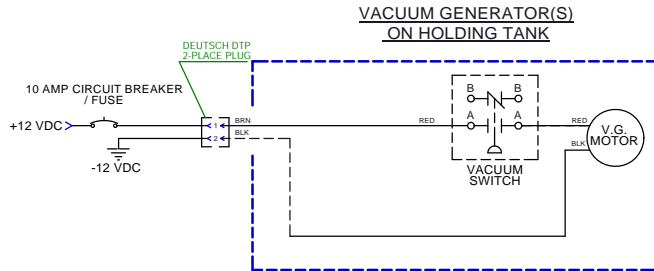 VACUUM GENERATOR(S)
ON HOLDING TANK
DEUTSCH DTP
2-PLACE PLUG
10 AMP CIRCUIT BREAKER
/ FUSE
+12 VDC
-12 VDC
1
2
BRN
BLK
RED
B B
A A
VACUUM
SWITCH
RED
BLK
V.G.
MOTOR